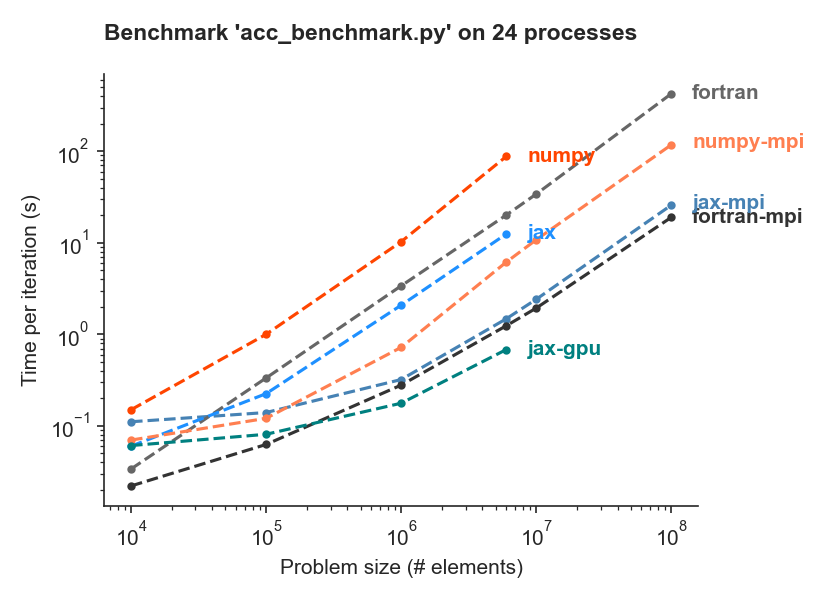 Benchmark 'acc_benchmark.py' on 24 processes
Time per iteration (s)
10²
10¹
10⁰
10⁻¹
fortran
numpy-mpi
numpy
jax-mpi
fortran-mpi
jax
jax-gpu
10⁴ 10⁵ 10⁶ 10⁷ 10⁸
Problem size (# elements)